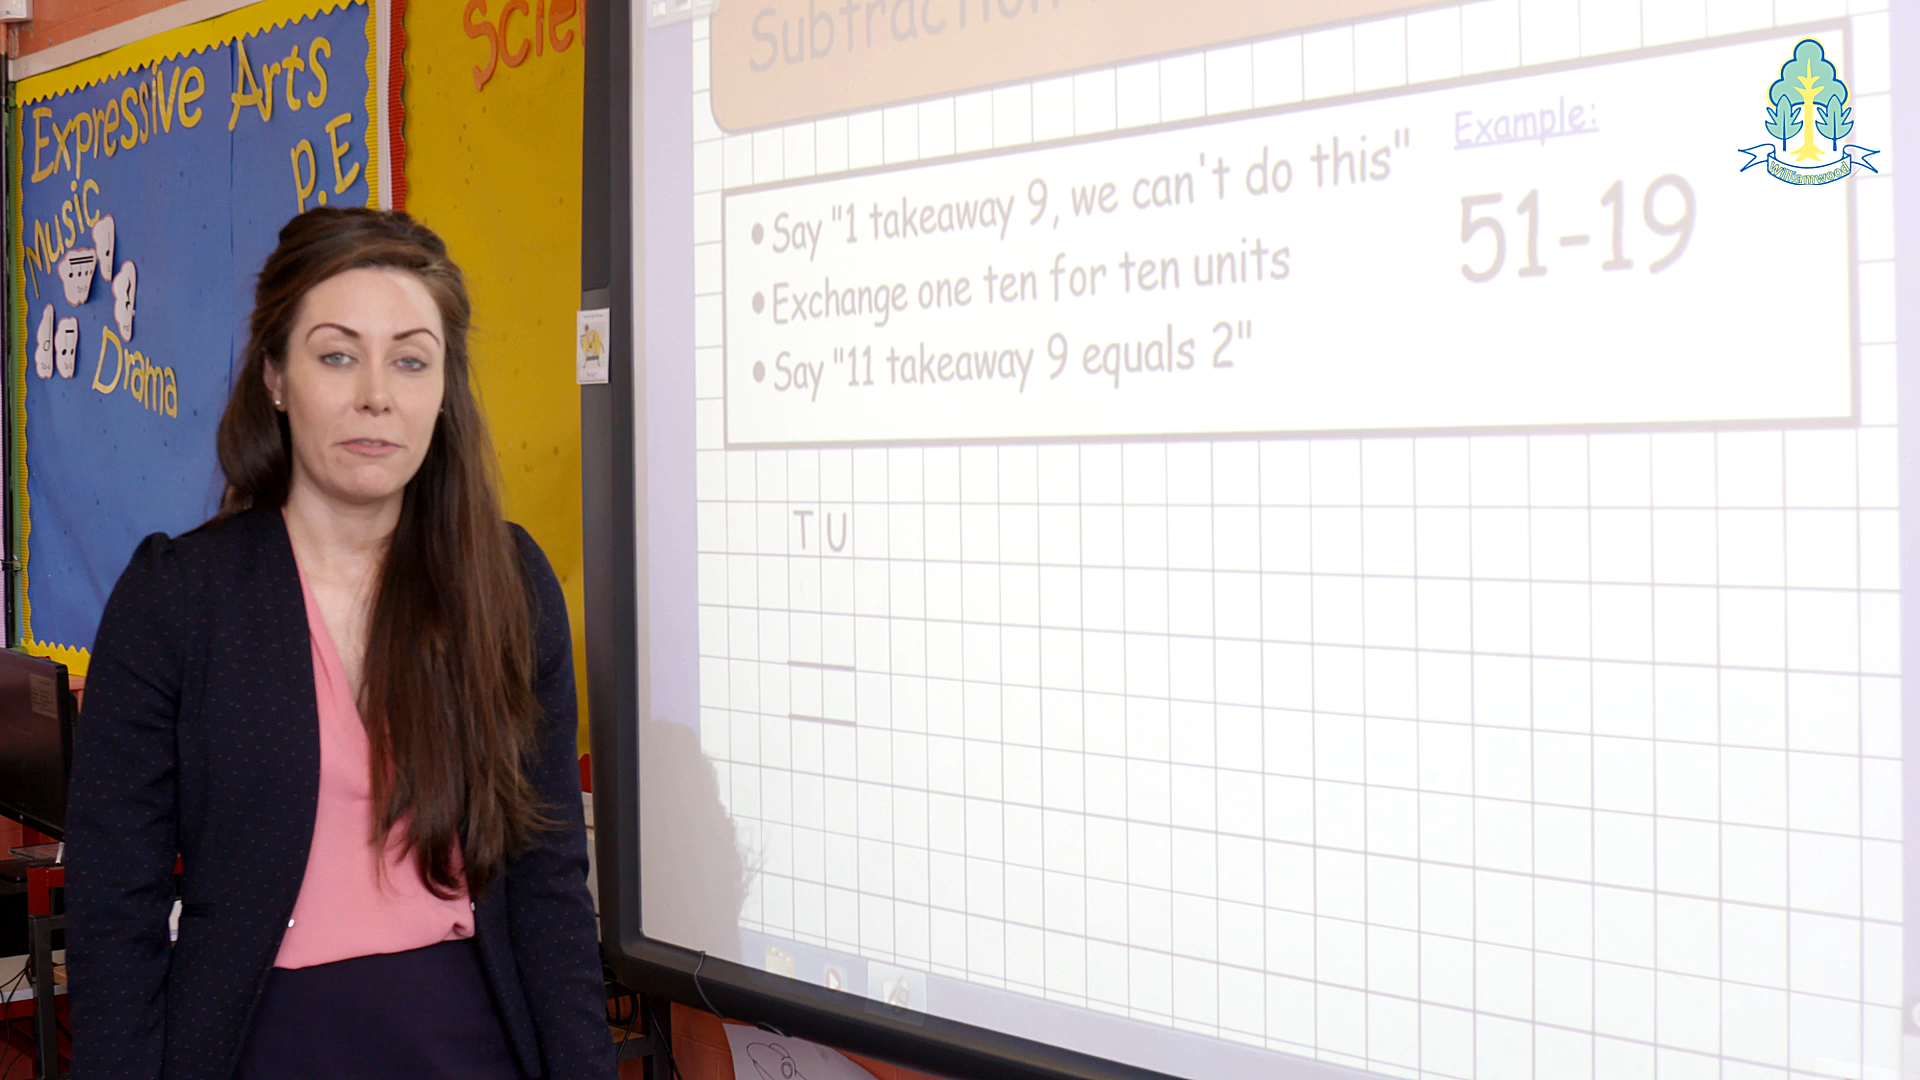 Expressive Arts
P.E
Music
Drama
Scie
Subtraction
• Say "1 takeaway 9, we can't do this"
• Exchange one ten for ten units
• Say "11 takeaway 9 equals 2"
Example:
51-19
T U
Williamwood